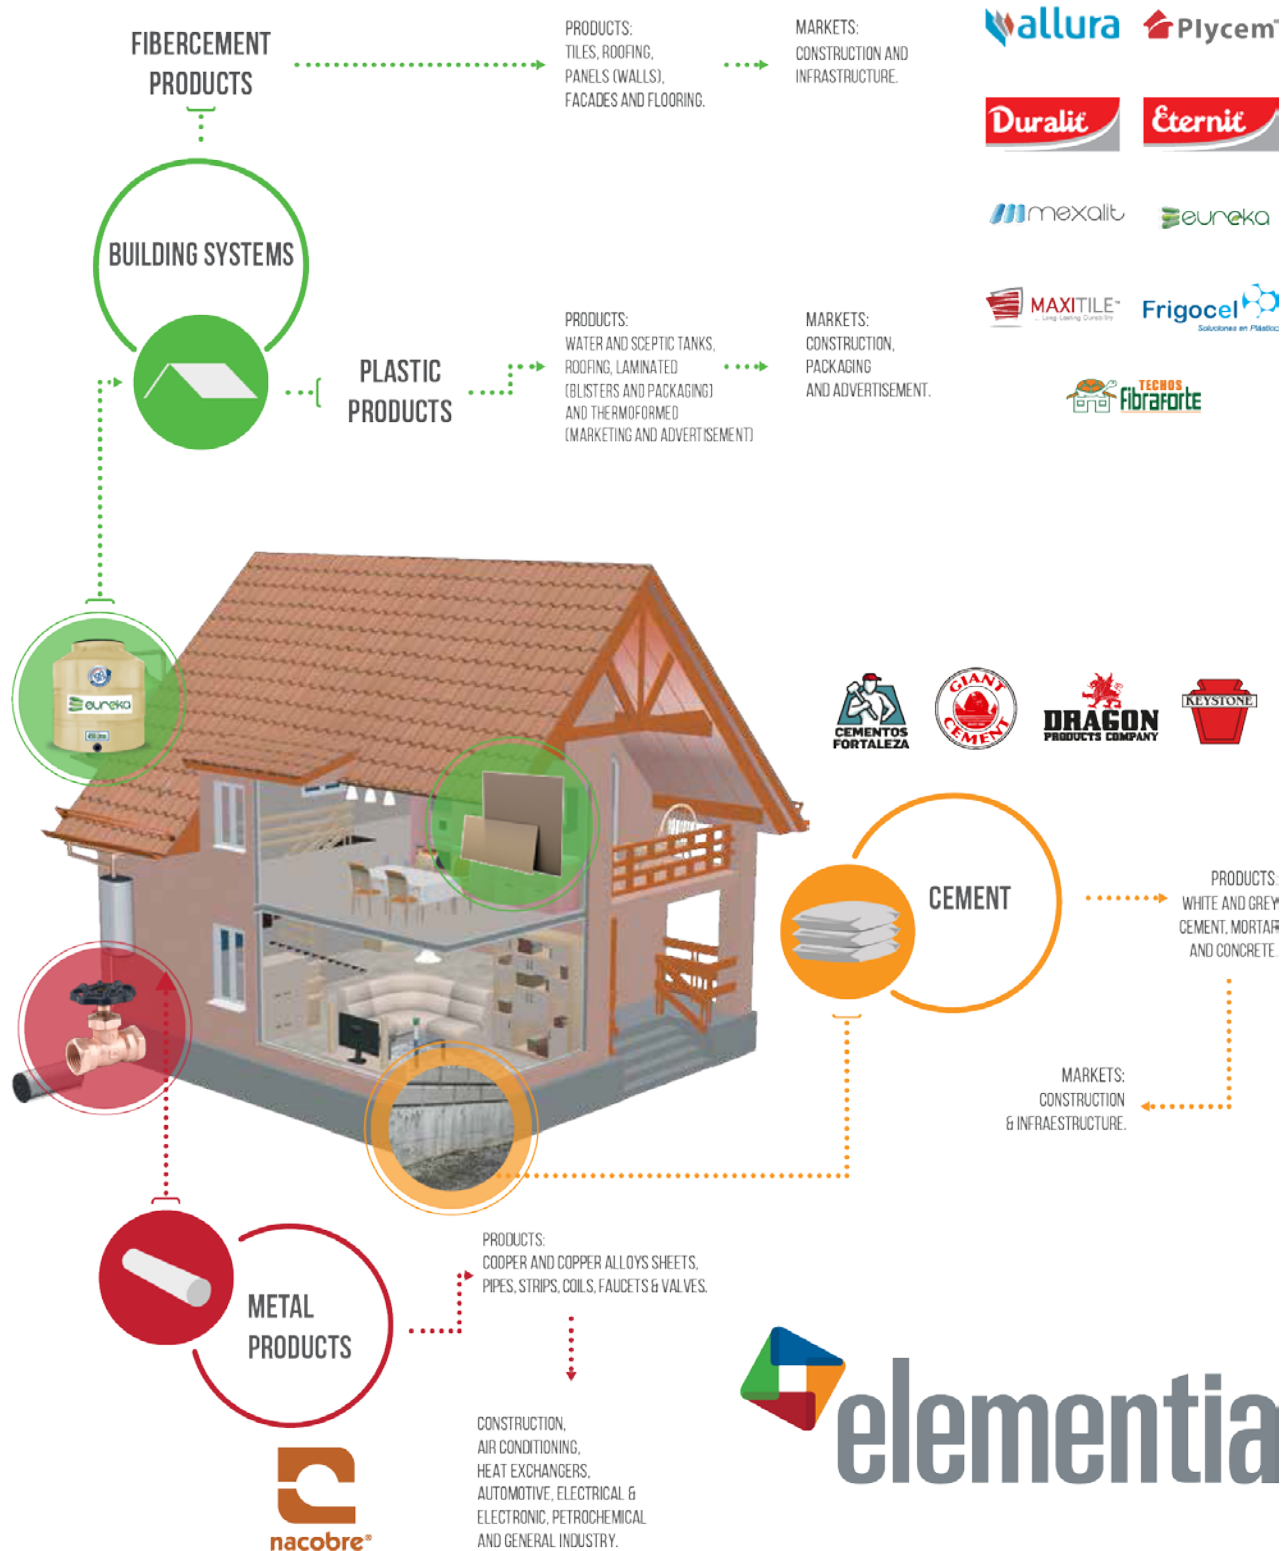 FIBERCEMENT
PRODUCTS
PRODUCTS:
TILES, ROOFING,
PANELS (WALLS),
FACADES AND FLOORING.
MARKETS:
CONSTRUCTION AND
INFRASTRUCTURE.
allura
Plycem
Duralit
Eternit
mexalit
eureka
MAXITILE™
Long-Lasting Durability
Frigocel
Soluciones en Plástico
TECHOS
Fibraforte
BUILDING SYSTEMS
PLASTIC
PRODUCTS
PRODUCTS:
WATER AND SCEPTIC TANKS,
ROOFING, LAMINATED
(BLISTERS AND PACKAGING)
AND THERMOFORMED
(MARKETING AND ADVERTISEMENT)
MARKETS:
CONSTRUCTION,
PACKAGING
AND ADVERTISEMENT.
eureka
CEMENTOS
FORTALEZA
GIANT
CEMENT
DRAGON
PRODUCTS COMPANY
KEYSTONE
CEMENT
PRODUCTS:
WHITE AND GREY
CEMENT, MORTAR
AND CONCRETE.
MARKETS:
CONSTRUCTION
& INFRAESTRUCTURE.
METAL
PRODUCTS
PRODUCTS:
COOPER AND COPPER ALLOYS SHEETS,
PIPES, STRIPS, COILS, FAUCETS & VALVES.
CONSTRUCTION,
AIR CONDITIONING,
HEAT EXCHANGERS,
AUTOMOTIVE, ELECTRICAL &
ELECTRONIC, PETROCHEMICAL
AND GENERAL INDUSTRY.
nacobre®
elementia